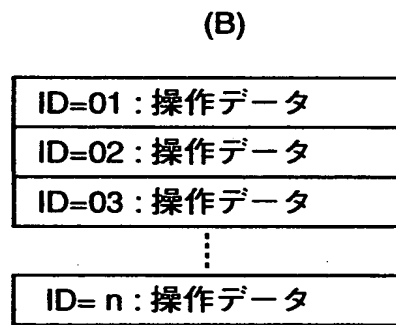 (B)
ID=01 : 操作データ
ID=02 : 操作データ
ID=03 : 操作データ
ID= n : 操作データ